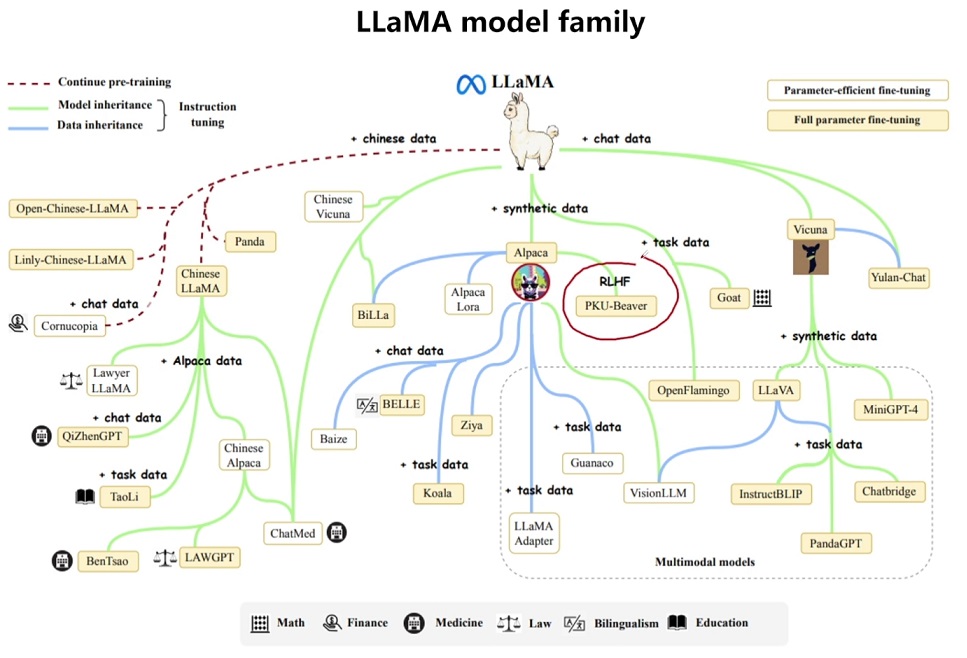 LLaMA model family
LLaMA
Continue pre-training
Model inheritance
Data inheritance
Instruction
tuning
Parameter-efficient fine-tuning
Full parameter fine-tuning
+ chinese data
+ chat data
Chinese
Vicuna
+ synthetic data
Open-Chinese-LLaMA
Panda
Vicuna
+ task data
Alpaca
Linly-Chinese-LLaMA
Chinese
LLaMA
RLHF
PKU-Beaver
Yulan-Chat
Alpaca
Lora
Goat
+ chat data
BiLLa
Cornucopia
+ synthetic data
+ chat data
+ Alpaca data
Lawyer
LLaMA
OpenFlamingo
LLaVA
BELLE
MiniGPT-4
+ chat data
QiZhenGPT
Ziya
+ task data
Baize
+ task data
Chinese
Alpaca
+ task data
Guanaco
+ task data
TaoLi
Koala
+ task data
VisionLLM
InstructBLIP
Chatbridge
ChatMed
LLaMA
Adapter
PandaGPT
BenTsao
LAWGPT
Multimodal models
Math
Finance
Medicine
Law
Bilingualism
Education